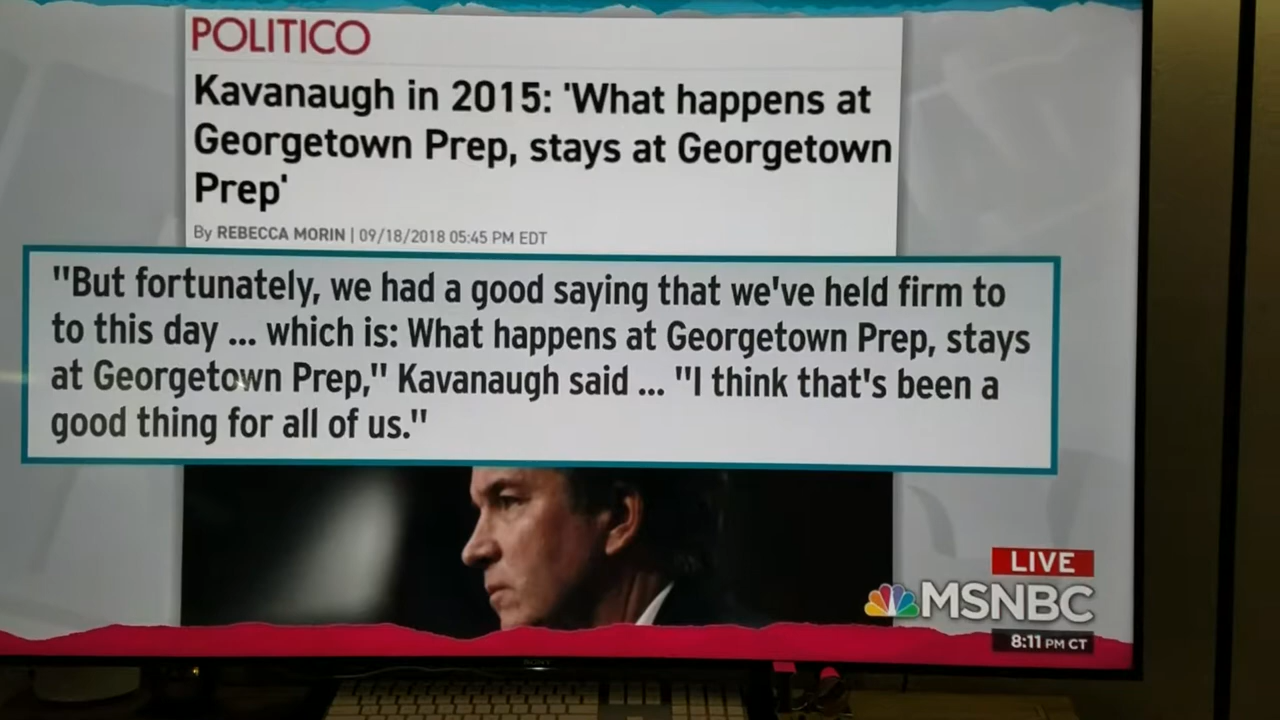 POLITICO
Kavanaugh in 2015: 'What happens at
Georgetown Prep, stays at Georgetown
Prep'
By REBECCA MORIN | 09/18/2018 05:45 PM EDT
"But fortunately, we had a good saying that we've held firm to
to this day ... which is: What happens at Georgetown Prep, stays
at Georgetown Prep," Kavanaugh said ... "I think that's been a
good thing for all of us."
LIVE
MSNBC
8:11 PM CT
SONY